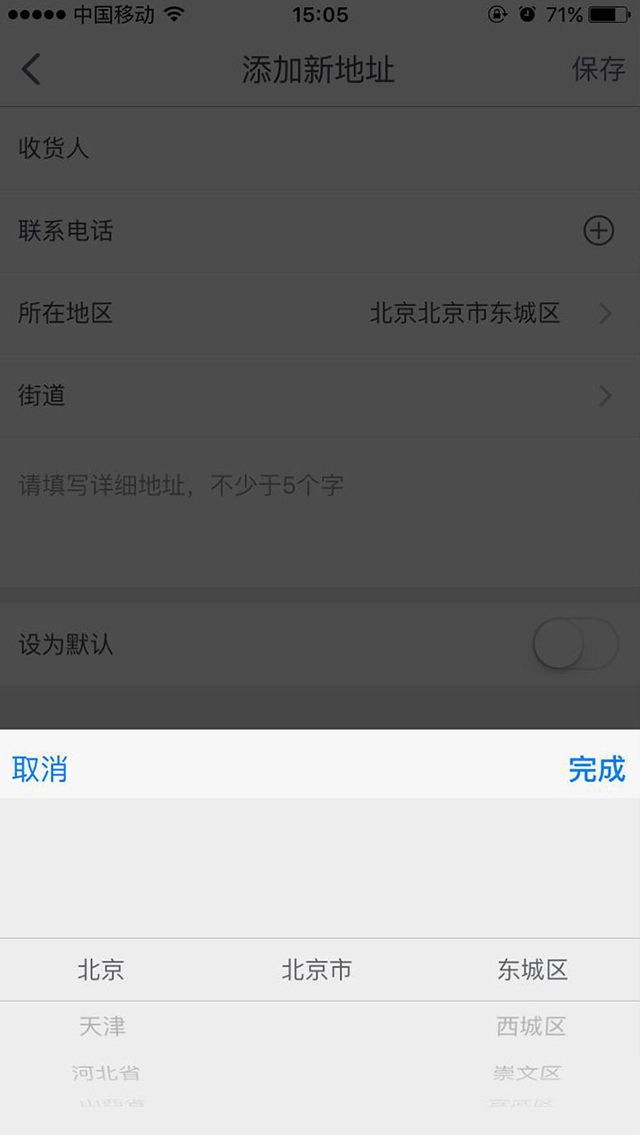 中国移动 15:05 71%
添加新地址 保存
收货人
联系电话
所在地区 北京北京市东城区
街道
请填写详细地址，不少于5个字
设为默认
取消 完成
北京 北京市 东城区
天津 西城区
河北省 崇文区